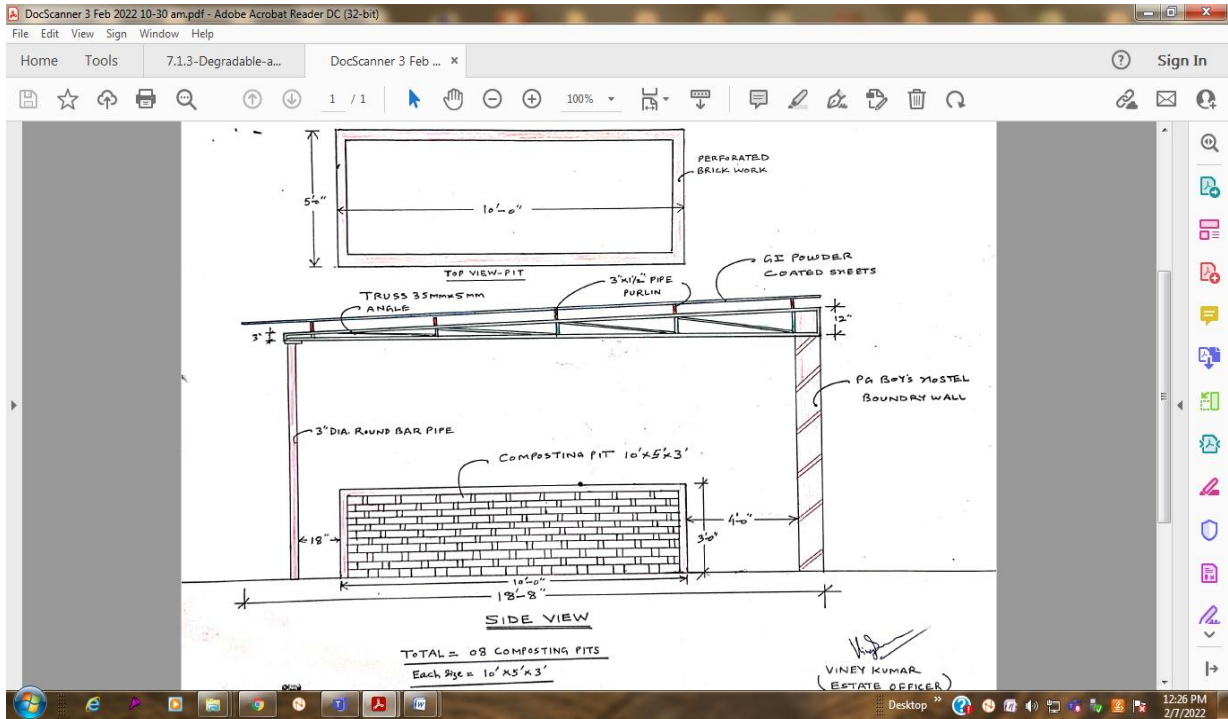 DocScanner 3 Feb 2022 10-30 am.pdf - Adobe Acrobat Reader DC (32-bit)
File Edit View Sign Window Help
Home Tools 7.1.3-Degradable-a... DocScanner 3 Feb ... × Sign In
1 / 1 100%
PERFORATED
BRICK WORK
5'-0"
10'-0"
TOP VIEW-PIT
GI POWDER
COATED SHEETS
3"x1½" PIPE
PURLIN
TRUSS 35mmx5mm
ANGLE
3"
12"
PG BOY'S HOSTEL
BOUNDRY WALL
3" DIA. ROUND BAR PIPE
COMPOSTING PIT 10'x5'x3'
18"
4'-0"
3'-0"
10'-0"
18'-8"
SIDE VIEW
TOTAL = 08 COMPOSTING PITS
Each Size = 10'x5'x3'
VINEY KUMAR
(ESTATE OFFICER)
Desktop »
12:26 PM
2/7/2022